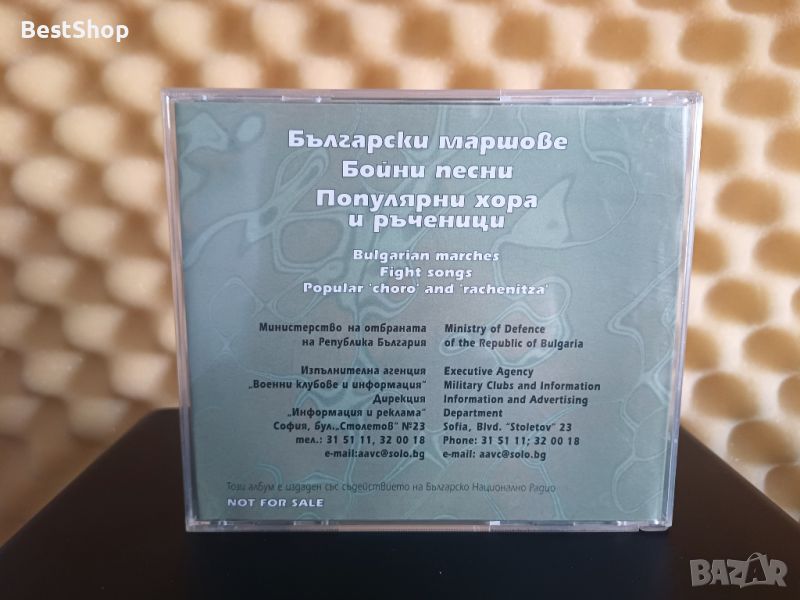 BestShop
Български маршове
Бойни песни
Популярни хора
и ръченици
Bulgarian marches
Fight songs
Popular 'choro' and 'rachenitza'
Министерство на отбраната
на Република България
Ministry of Defence
of the Republic of Bulgaria
Изпълнителна агенция
„Военни клубове и информация"
Дирекция
„Информация и реклама"
София, бул.„Столетов" №23
тел.: 31 51 11, 32 00 18
e-mail:aavc@solo.bg
Executive Agency
Military Clubs and Information
Information and Advertising
Department
Sofia, Blvd. "Stoletov" 23
Phone: 31 51 11; 32 00 18
e-mail: aavc@solo.bg
Този албум е издаден със съдействието на Българско Национално Радио
NOT FOR SALE
BAZAR